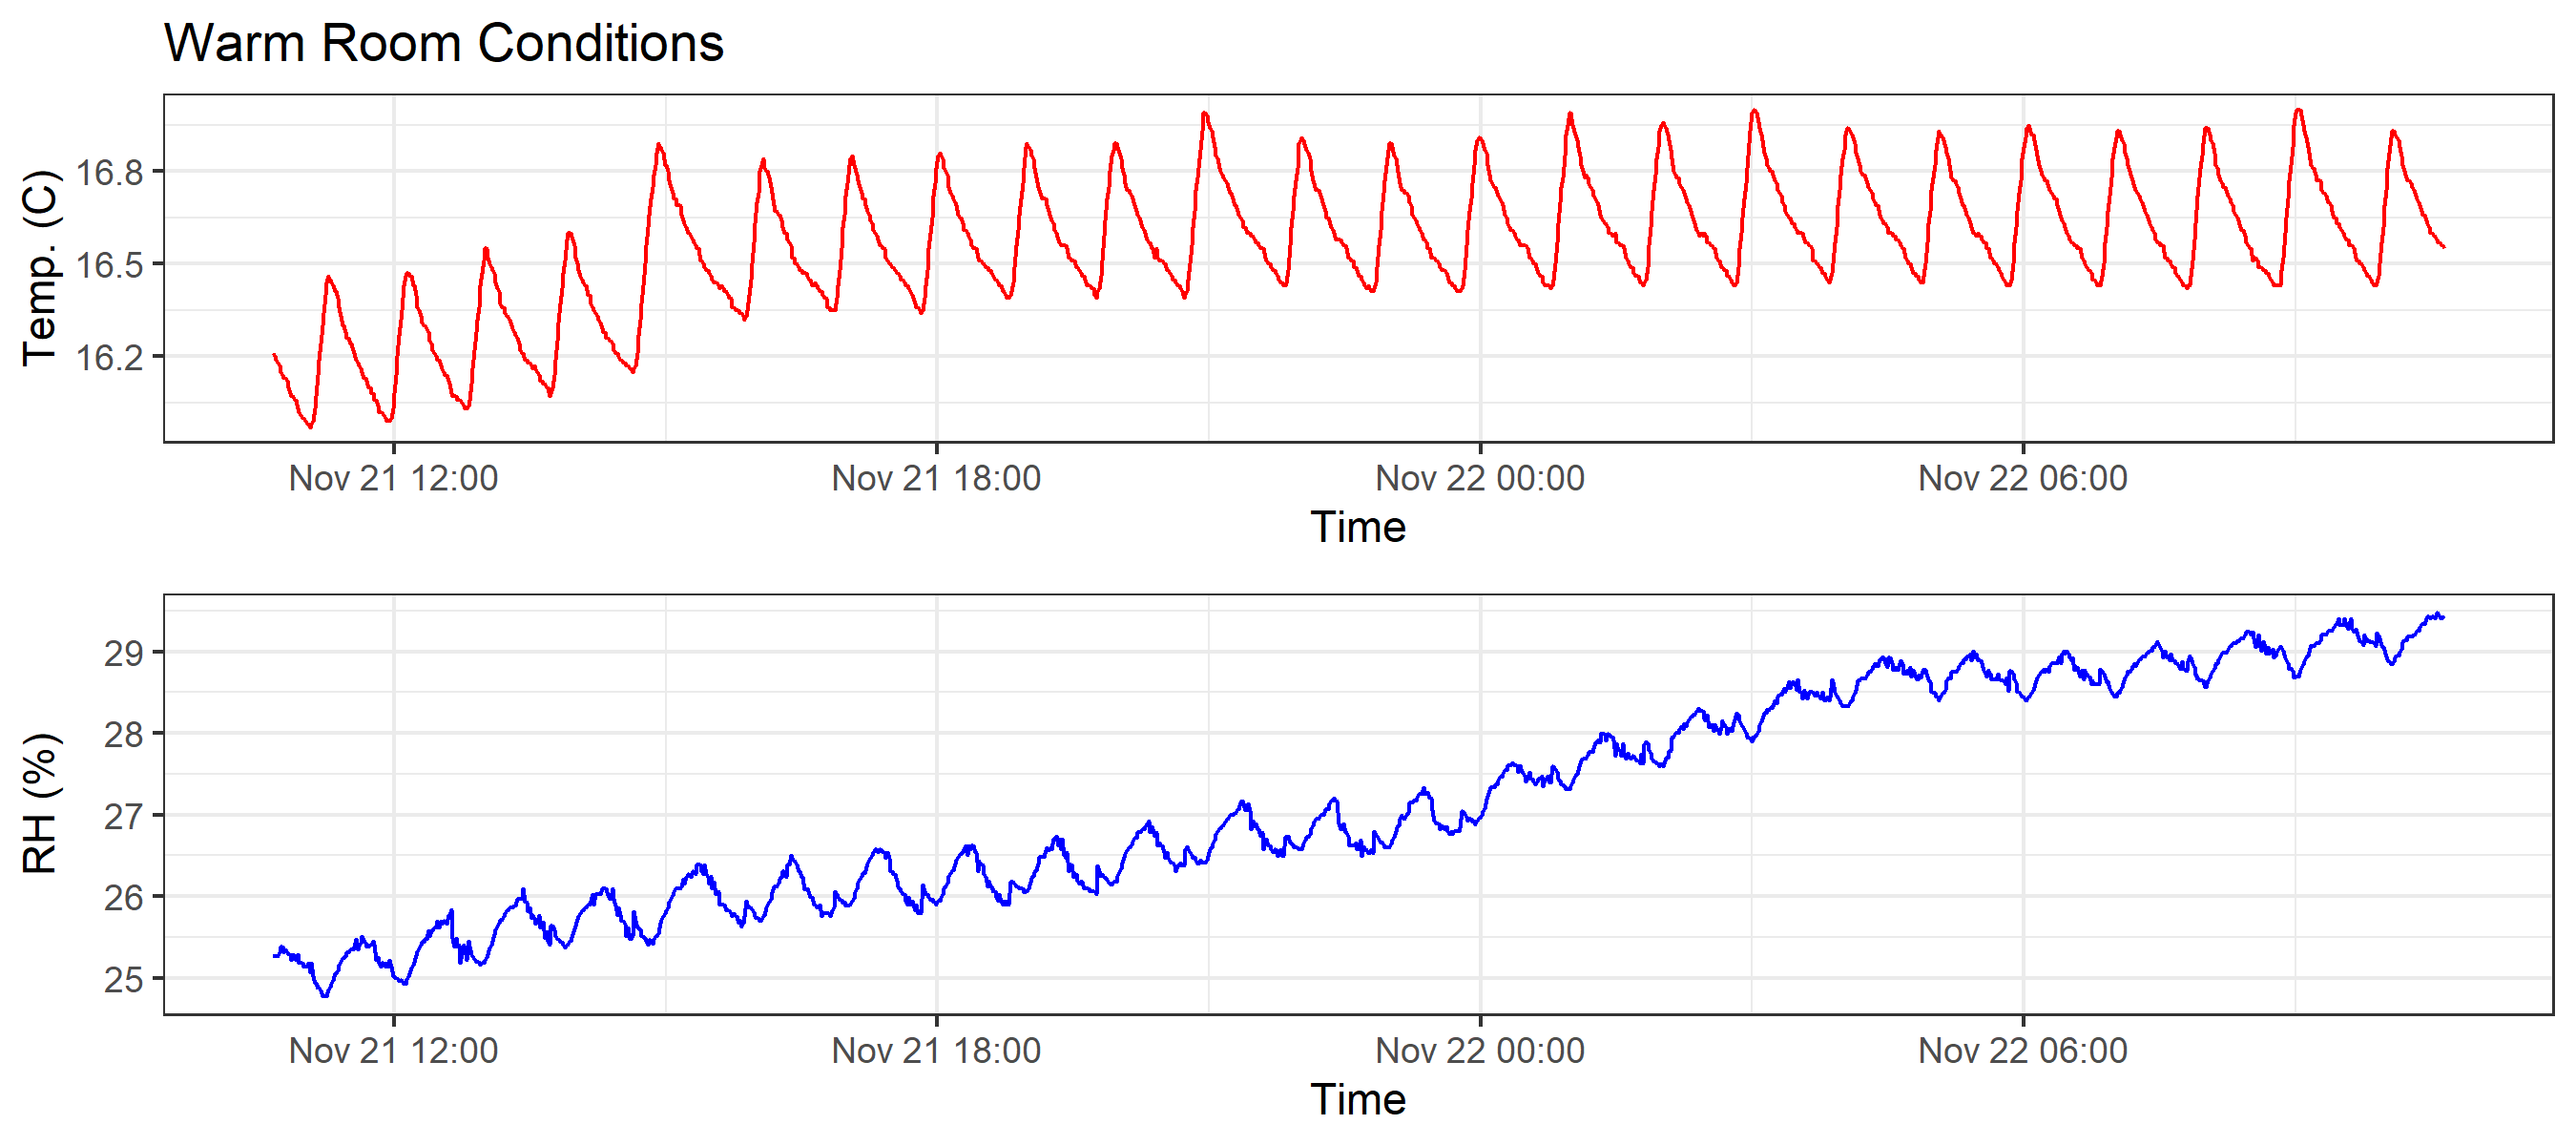 Warm Room Conditions
Temp. (C)
16.8
16.5
16.2
Nov 21 12:00 Nov 21 18:00 Nov 22 00:00 Nov 22 06:00
Time
RH (%)
29
28
27
26
25
Nov 21 12:00 Nov 21 18:00 Nov 22 00:00 Nov 22 06:00
Time